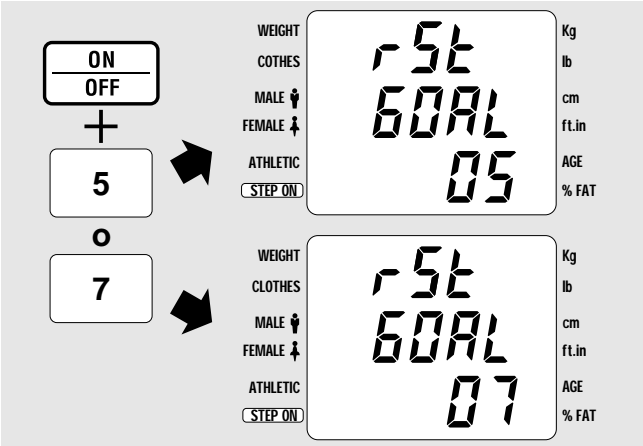 ON
OFF
+
5
o
7
WEIGHT
COTHES
MALE
FEMALE
ATHLETIC
STEP ON
rSt
GOAL
05
Kg
lb
cm
ft.in
AGE
% FAT
WEIGHT
CLOTHES
MALE
FEMALE
ATHLETIC
STEP ON
rSt
GOAL
07
Kg
lb
cm
ft.in
AGE
% FAT